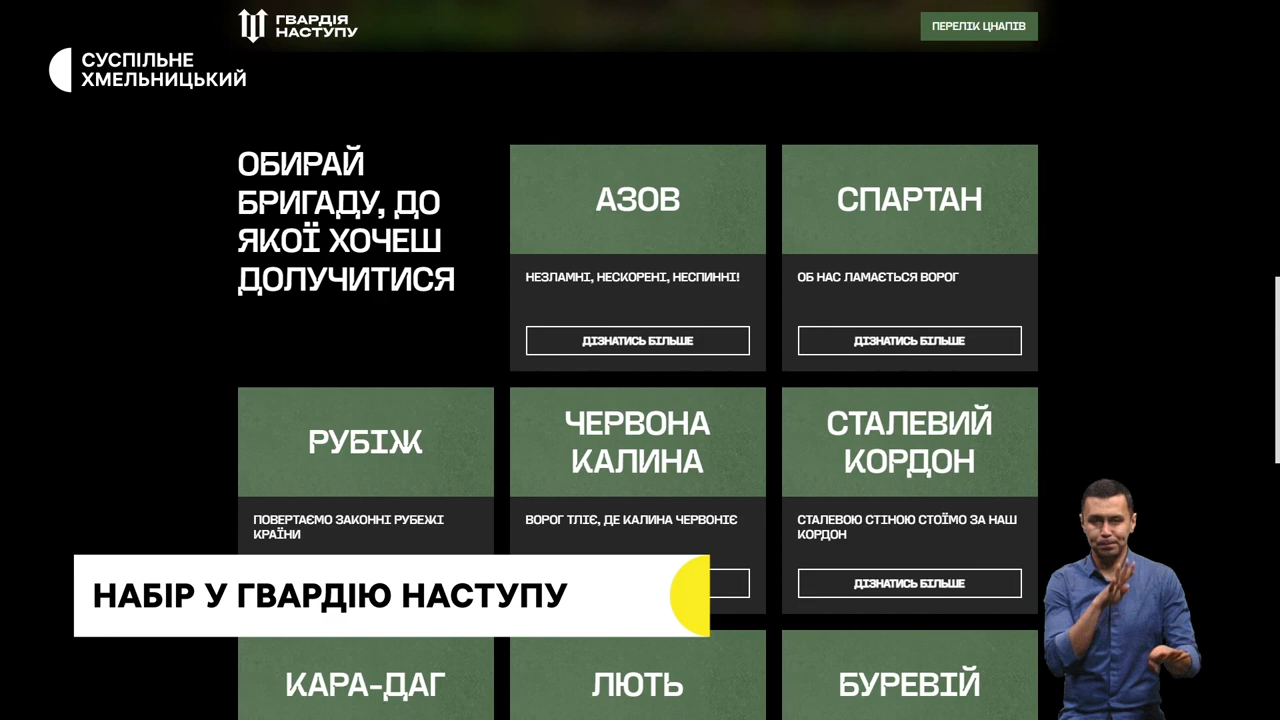 ГВАРДІЯ
НАСТУПУ
ПЕРЕЛІК ЦНАПІВ
СУСПІЛЬНЕ
ХМЕЛЬНИЦЬКИЙ
ОБИРАЙ
БРИГАДУ, ДО
ЯКОЇ ХОЧЕШ
ДОЛУЧИТИСЯ
АЗОВ
НЕЗЛАМНІ, НЕСКОРЕНІ, НЕСПИННІ!
ДІЗНАТИСЬ БІЛЬШЕ
СПАРТАН
ОБ НАС ЛАМАЄТЬСЯ ВОРОГ
ДІЗНАТИСЬ БІЛЬШЕ
РУБІЖ
ПОВЕРТАЄМО ЗАКОННІ РУБЕЖІ
КРАЇНИ
ЧЕРВОНА
КАЛИНА
ВОРОГ ТЛІЄ, ДЕ КАЛИНА ЧЕРВОНІЄ
СТАЛЕВИЙ
КОРДОН
СТАЛЕВОЮ СТІНОЮ СТОЇМО ЗА НАШ
КОРДОН
ДІЗНАТИСЬ БІЛЬШЕ
НАБІР У ГВАРДІЮ НАСТУПУ
КАРА-ДАГ
ЛЮТЬ
БУРЕВІЙ